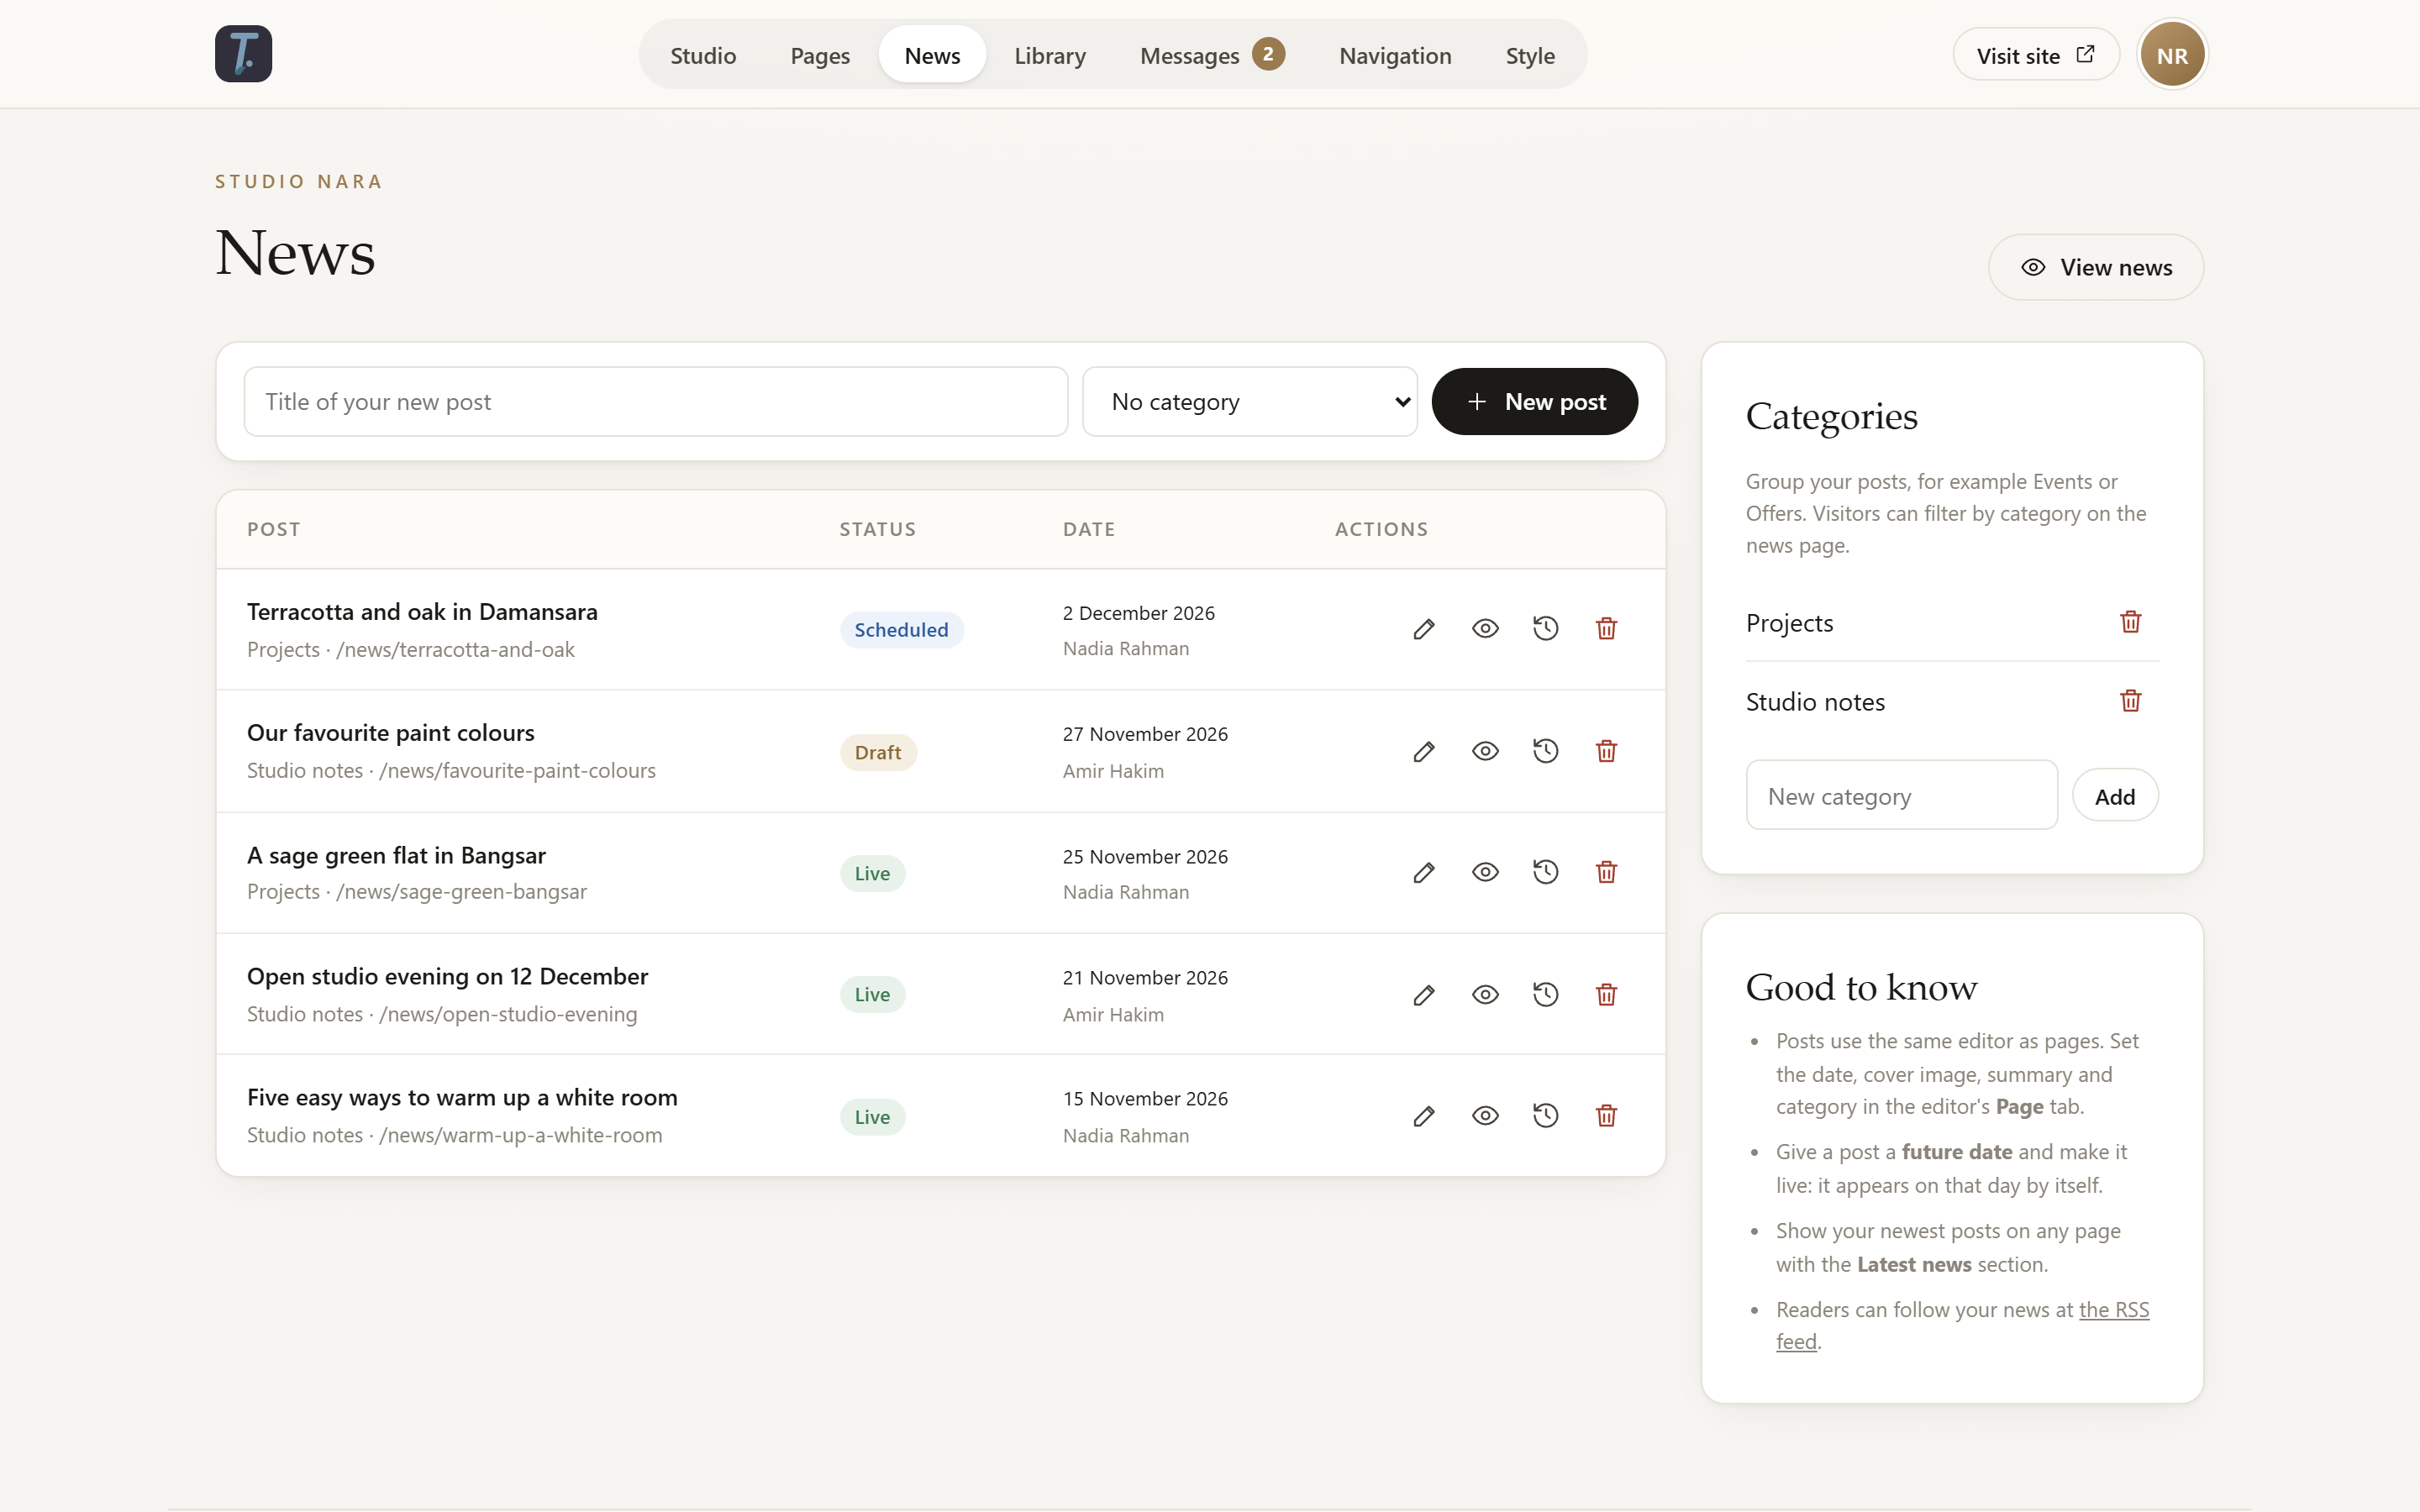 T.
Studio
Pages
News
Library
Messages 2
Navigation
Style
Visit site
NR
STUDIO NARA
News
View news
Title of your new post
No category
New post
POST STATUS DATE ACTIONS
Terracotta and oak in Damansara
Projects · /news/terracotta-and-oak
Scheduled
2 December 2026
Nadia Rahman
Our favourite paint colours
Studio notes · /news/favourite-paint-colours
Draft
27 November 2026
Amir Hakim
A sage green flat in Bangsar
Projects · /news/sage-green-bangsar
Live
25 November 2026
Nadia Rahman
Open studio evening on 12 December
Studio notes · /news/open-studio-evening
Live
21 November 2026
Amir Hakim
Five easy ways to warm up a white room
Studio notes · /news/warm-up-a-white-room
Live
15 November 2026
Nadia Rahman
Categories
Group your posts, for example Events or
Offers. Visitors can filter by category on the
news page.
Projects
Studio notes
New category
Add
Good to know
• Posts use the same editor as pages. Set
the date, cover image, summary and
category in the editor's Page tab.
• Give a post a future date and make it
live: it appears on that day by itself.
• Show your newest posts on any page
with the Latest news section.
• Readers can follow your news at the RSS
feed.